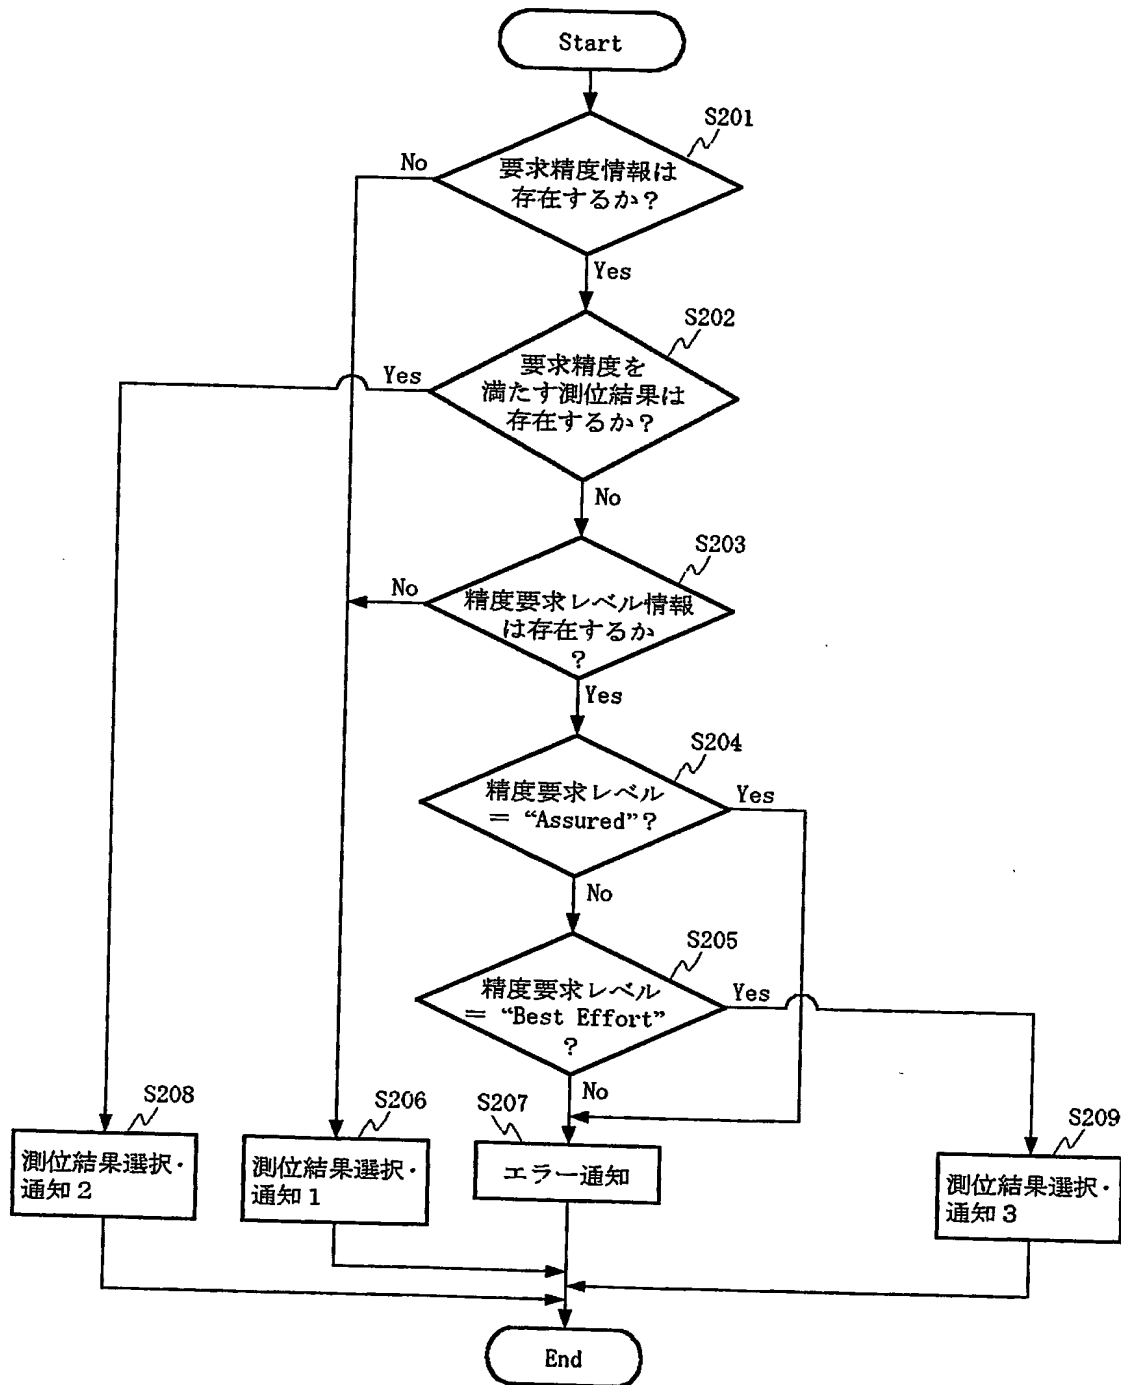 Start
S201
No
要求精度情報は
存在するか?
Yes
S202
Yes
要求精度を
満たす測位結果は
存在するか?
No
S203
No
精度要求レベル情報
は存在するか
?
Yes
S204
精度要求レベル
= “Assured”?
Yes
No
S205
精度要求レベル
= “Best Effort”
?
Yes
No
S208
測位結果選択・
通知2
S206
測位結果選択・
通知1
S207
エラー通知
S209
測位結果選択・
通知3
End